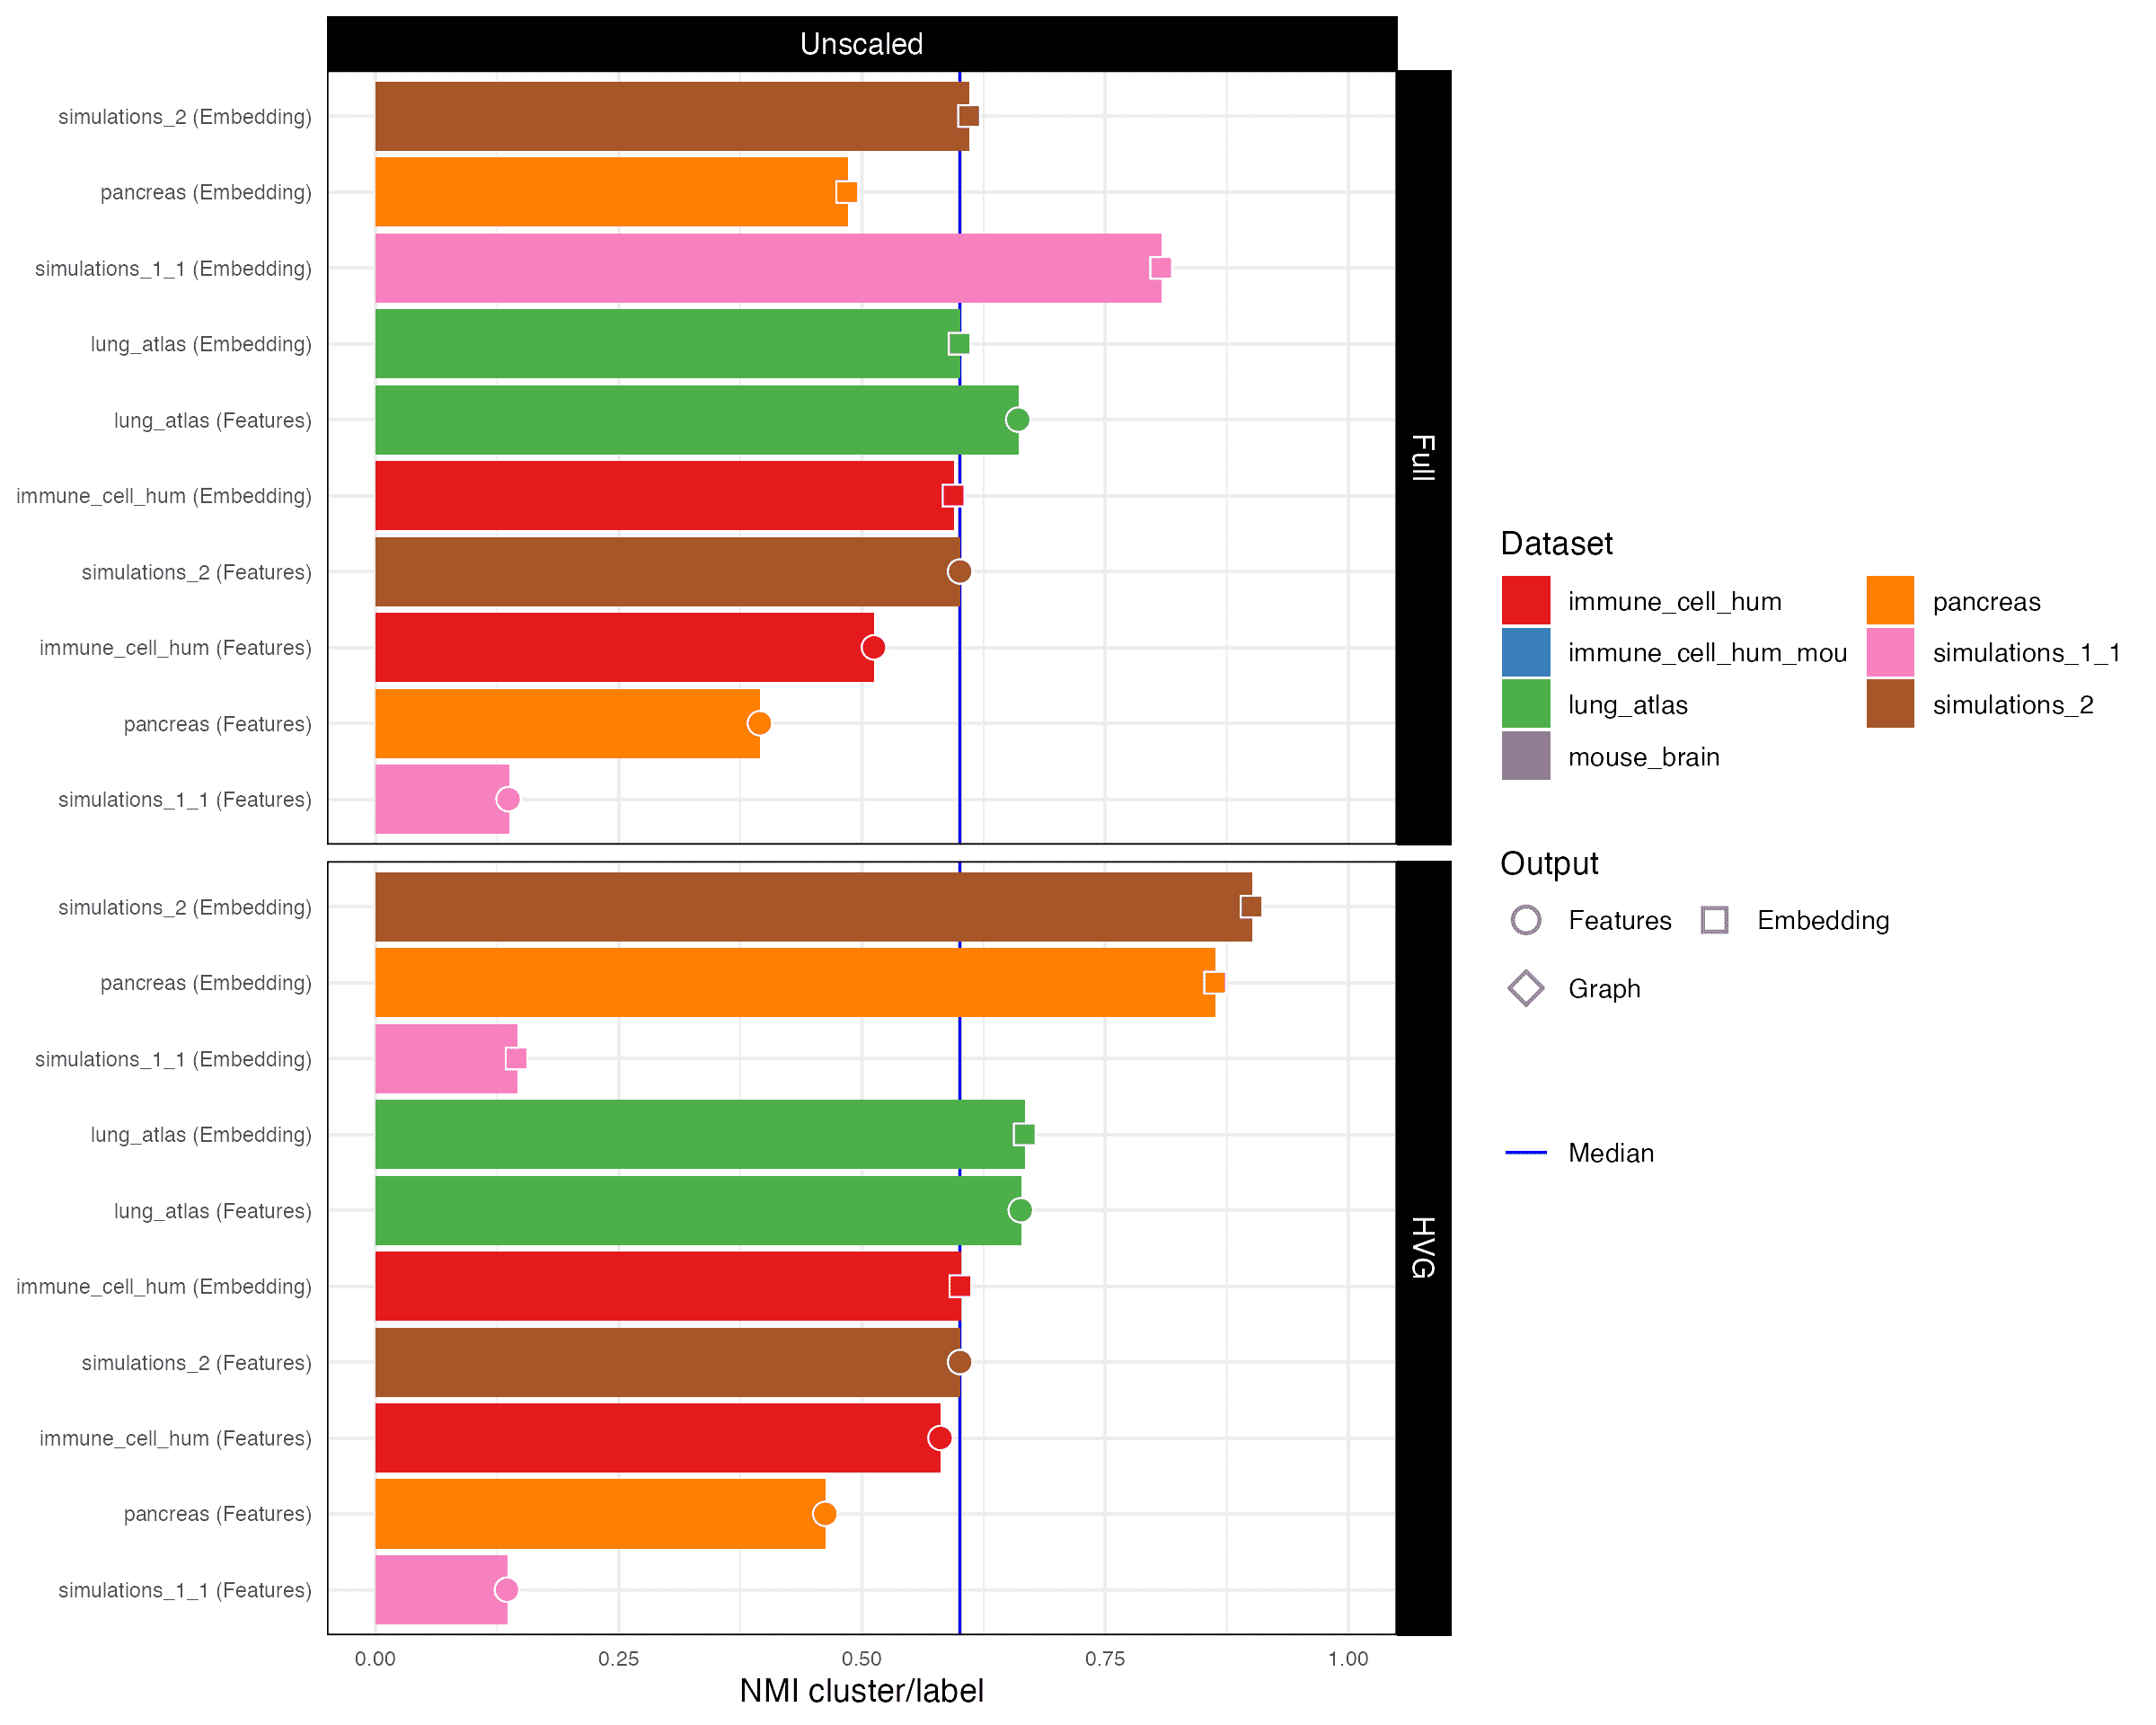 Unscaled
simulations_2 (Embedding)
pancreas (Embedding)
simulations_1_1 (Embedding)
lung_atlas (Embedding)
lung_atlas (Features)
immune_cell_hum (Embedding)
simulations_2 (Features)
immune_cell_hum (Features)
pancreas (Features)
simulations_1_1 (Features)
Full
simulations_2 (Embedding)
pancreas (Embedding)
simulations_1_1 (Embedding)
lung_atlas (Embedding)
lung_atlas (Features)
immune_cell_hum (Embedding)
simulations_2 (Features)
immune_cell_hum (Features)
pancreas (Features)
simulations_1_1 (Features)
HVG
0.00 0.25 0.50 0.75 1.00
NMI cluster/label
Dataset
immune_cell_hum pancreas
immune_cell_hum_mou simulations_1_1
lung_atlas simulations_2
mouse_brain
Output
Features Embedding
Graph
Median